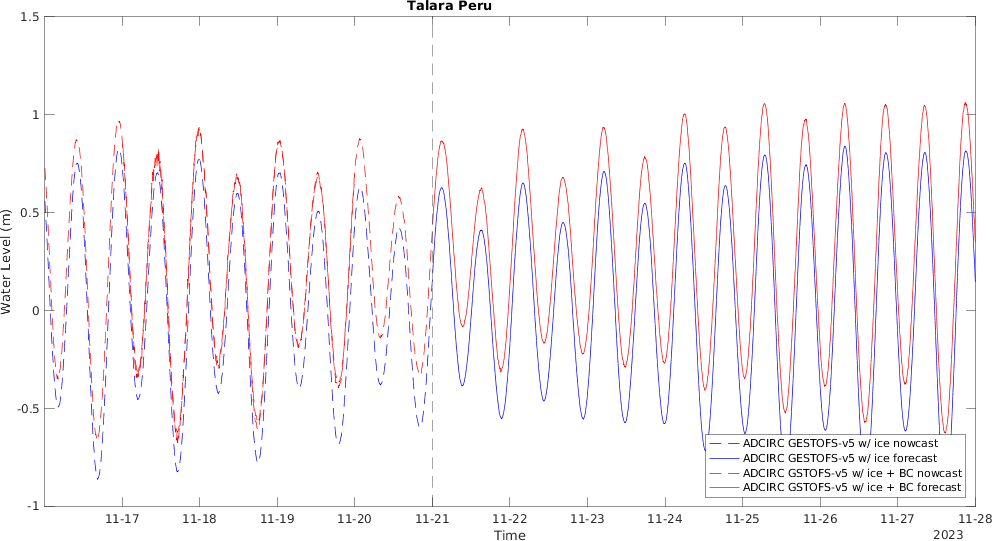 Talara Peru
1.5
1
0.5
0
-0.5
-1
Water Level (m)
ADCIRC GESTOFS-v5 w/ ice nowcast
ADCIRC GESTOFS-v5 w/ ice forecast
ADCIRC GSTOFS-v5 w/ ice + BC nowcast
ADCIRC GSTOFS-v5 w/ ice + BC forecast
11-17 11-18 11-19 11-20 11-21 11-22 11-23 11-24 11-25 11-26 11-27 11-28
Time
2023